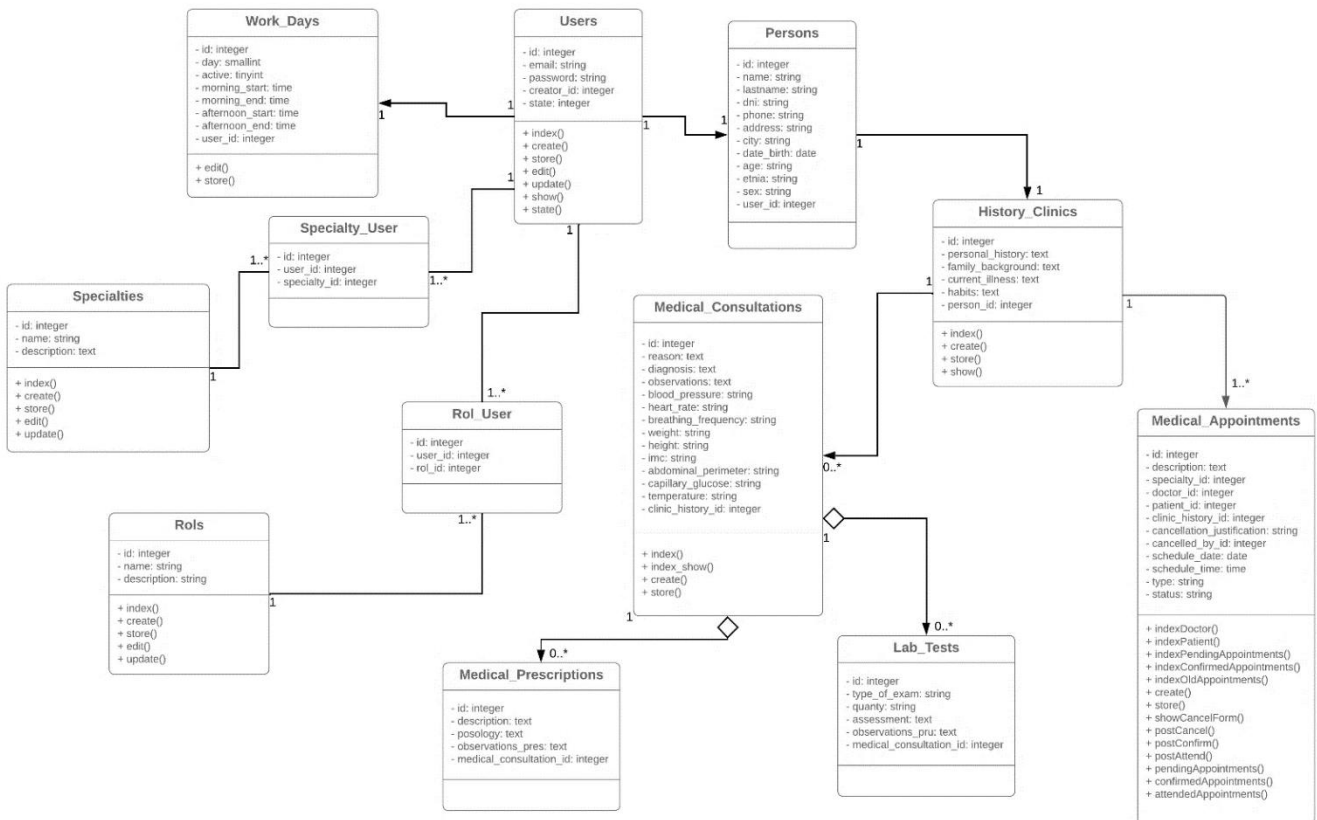 Work_Days
- id: integer
- day: smallint
- active: tinyint
- morning_start: time
- morning_end: time
- afternoon_start: time
- afternoon_end: time
- user_id: integer
+ edit()
+ store()
1
Users
- id: integer
- email: string
- password: string
- creator_id: integer
- state: integer
+ index()
+ create()
+ store()
+ edit()
+ update()
+ show()
+ state()
1
1
1
1
Persons
- id: integer
- name: string
- lastname: string
- dni: string
- phone: string
- address: string
- city: string
- date_birth: date
- age: string
- etnia: string
- sex: string
- user_id: integer
1
1
Specialty_User
- id: integer
- user_id: integer
- specialty_id: integer
1..*
1..*
Specialties
- id: integer
- name: string
- description: text
+ index()
+ create()
+ store()
+ edit()
+ update()
1
1
History_Clinics
- id: integer
- personal_history: text
- family_background: text
- current_illness: text
- habits: text
- person_id: integer
+ index()
+ create()
+ store()
+ show()
1
1
Medical_Consultations
- id: integer
- reason: text
- diagnosis: text
- observations: text
- blood_pressure: string
- heart_rate: string
- breathing_frequency: string
- weight: string
- height: string
- imc: string
- abdominal_perimeter: string
- capillary_glucose: string
- temperature: string
- clinic_history_id: integer
+ index()
+ index_show()
+ create()
+ store()
0..*
1
1
1..*
Rol_User
- id: integer
- user_id: integer
- rol_id: integer
1..*
Rols
- id: integer
- name: string
- description: string
+ index()
+ create()
+ store()
+ edit()
+ update()
1
1..*
Medical_Appointments
- id: integer
- description: text
- specialty_id: integer
- doctor_id: integer
- patient_id: integer
- clinic_history_id: integer
- cancellation_justification: string
- cancelled_by_id: integer
- schedule_date: date
- schedule_time: time
- type: string
- status: string
+ indexDoctor()
+ indexPatient()
+ indexPendingAppointments()
+ indexConfirmedAppointments()
+ indexOldAppointments()
+ create()
+ store()
+ showCancelForm()
+ postCancel()
+ postConfirm()
+ postAttend()
+ pendingAppointments()
+ confirmedAppointments()
+ attendedAppointments()
0..*
Medical_Prescriptions
- id: integer
- description: text
- posology: text
- observations_pres: text
- medical_consultation_id: integer
0..*
Lab_Tests
- id: integer
- type_of_exam: string
- quanty: string
- assessment: text
- observations_pru: text
- medical_consultation_id: integer